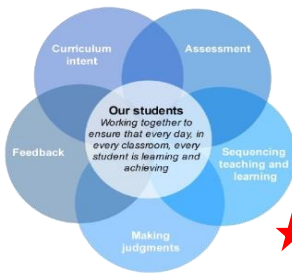 Curriculum
intent
Assessment
Our students
Working together to
ensure that every day, in
every classroom, every
student is learning and
achieving
Feedback
Sequencing
teaching and
learning
Making
judgments